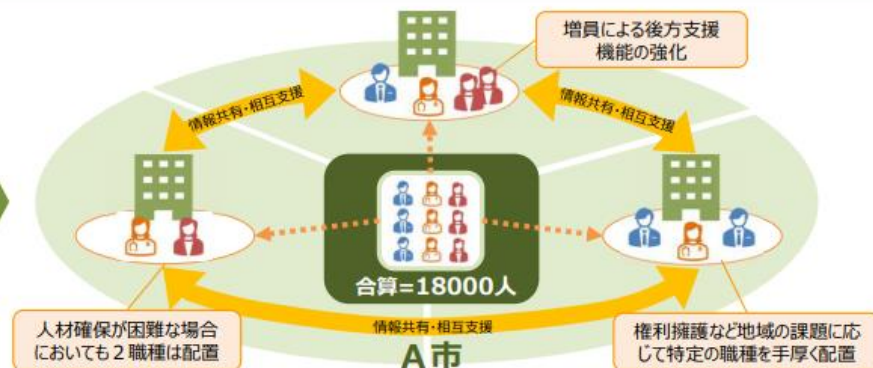 増員による後方支援
機能の強化
情報共有・相互支援
情報共有・相互支援
合算=18000人
人材確保が困難な場合
においても２職種は配置
情報共有・相互支援
権利擁護など地域の課題に応
じて特定の職種を手厚く配置
A市